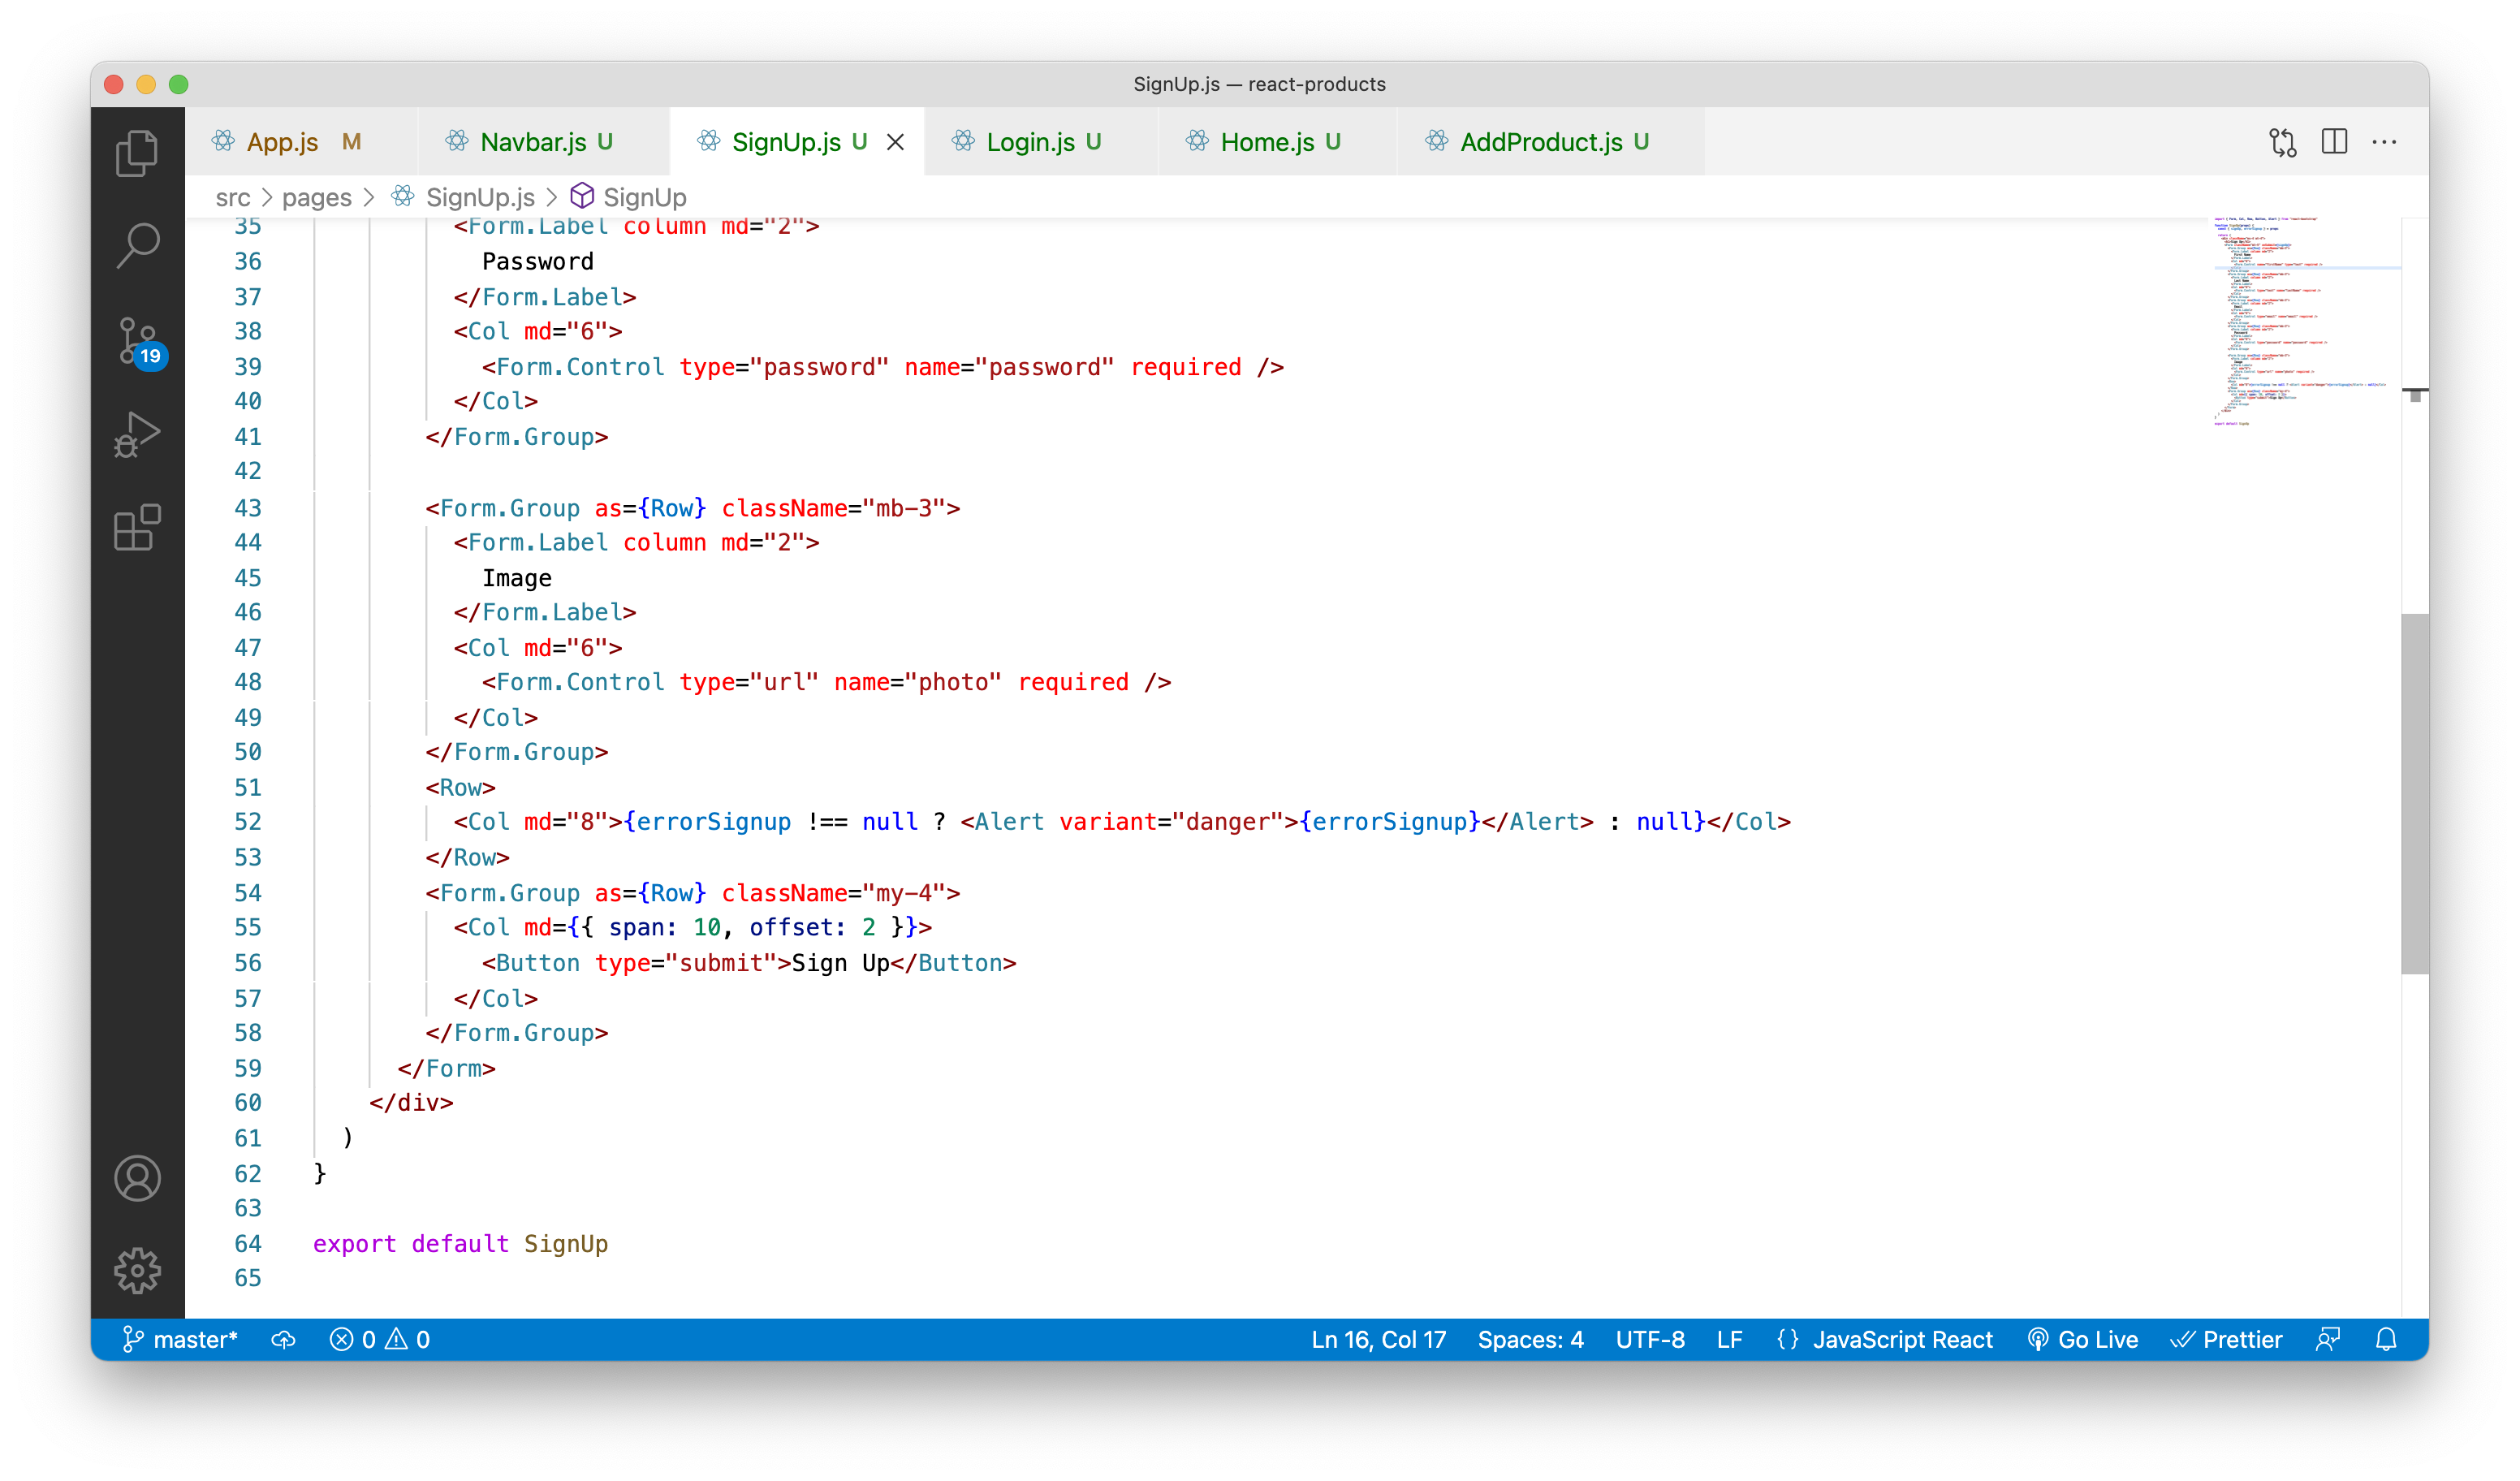 SignUp.js — react-products
App.js M Navbar.js U SignUp.js U Login.js U Home.js U AddProduct.js U
src > pages > SignUp.js > SignUp
35 <Form.Label column md="2">
36 Password
37 </Form.Label>
38 <Col md="6">
39 <Form.Control type="password" name="password" required />
40 </Col>
41 </Form.Group>
42
43 <Form.Group as={Row} className="mb-3">
44 <Form.Label column md="2">
45 Image
46 </Form.Label>
47 <Col md="6">
48 <Form.Control type="url" name="photo" required />
49 </Col>
50 </Form.Group>
51 <Row>
52 <Col md="8">{errorSignup !== null ? <Alert variant="danger">{errorSignup}</Alert> : null}</Col>
53 </Row>
54 <Form.Group as={Row} className="my-4">
55 <Col md={{ span: 10, offset: 2 }}>
56 <Button type="submit">Sign Up</Button>
57 </Col>
58 </Form.Group>
59 </Form>
60 </div>
61 )
62 }
63
64 export default SignUp
65
19
master* 0 0 Ln 16, Col 17 Spaces: 4 UTF-8 LF {} JavaScript React Go Live Prettier